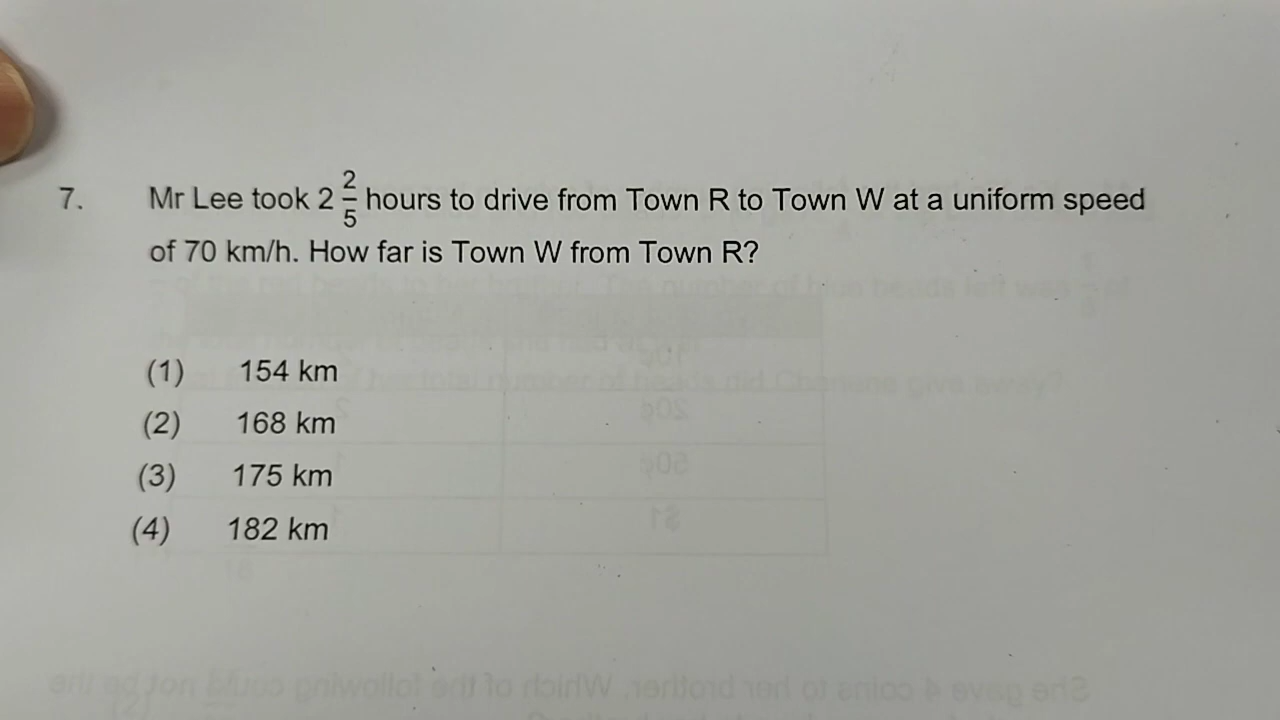 7. Mr Lee took 2 2/5 hours to drive from Town R to Town W at a uniform speed
of 70 km/h. How far is Town W from Town R?
(1) 154 km
(2) 168 km
(3) 175 km
(4) 182 km